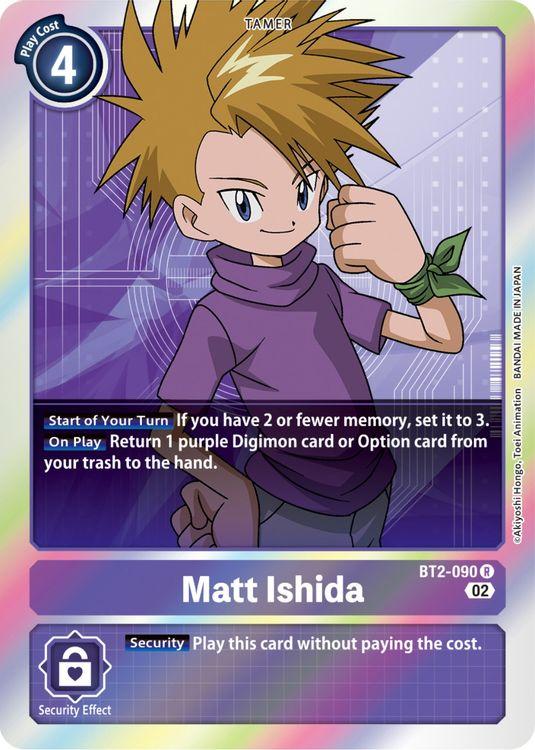 TAMER
Play Cost
4
Start of Your Turn If you have 2 or fewer memory, set it to 3.
On Play Return 1 purple Digimon card or Option card from
your trash to the hand.
©Akiyoshi Hongo, Toei Animation BANDAI MADE IN JAPAN
BT2-090 R
Matt Ishida
02
Security Play this card without paying the cost.
Security Effect